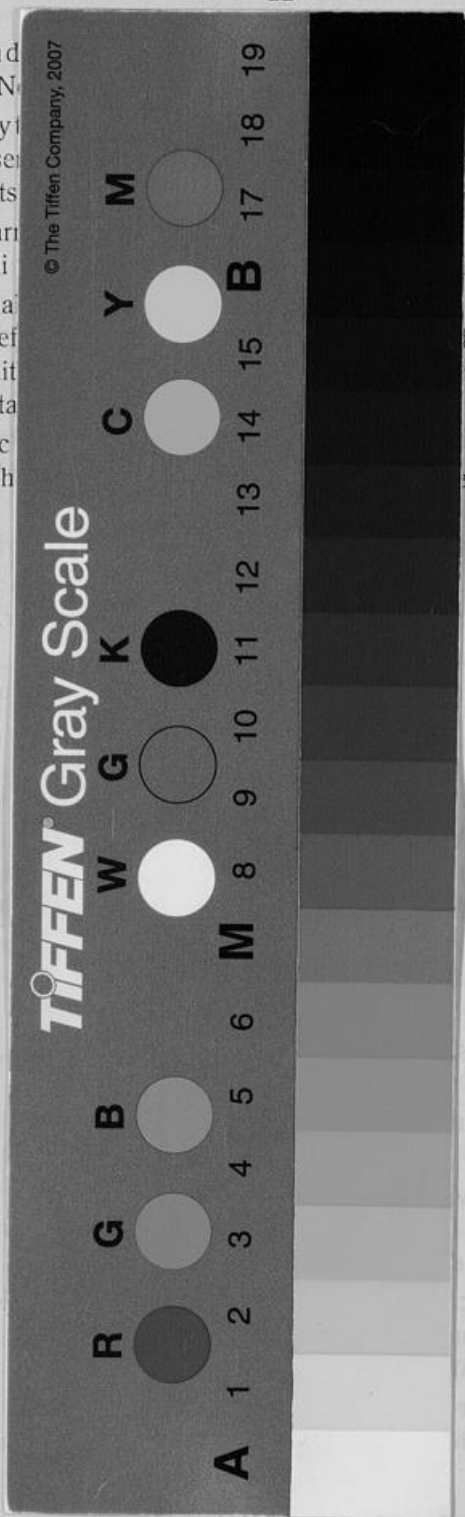 TIFFEN® Gray Scale
© The Tiffen Company, 2007
R G B W G K C Y M
A 1 2 3 4 5 6 M 8 9 10 11 12 13 14 15 B 17 18 19